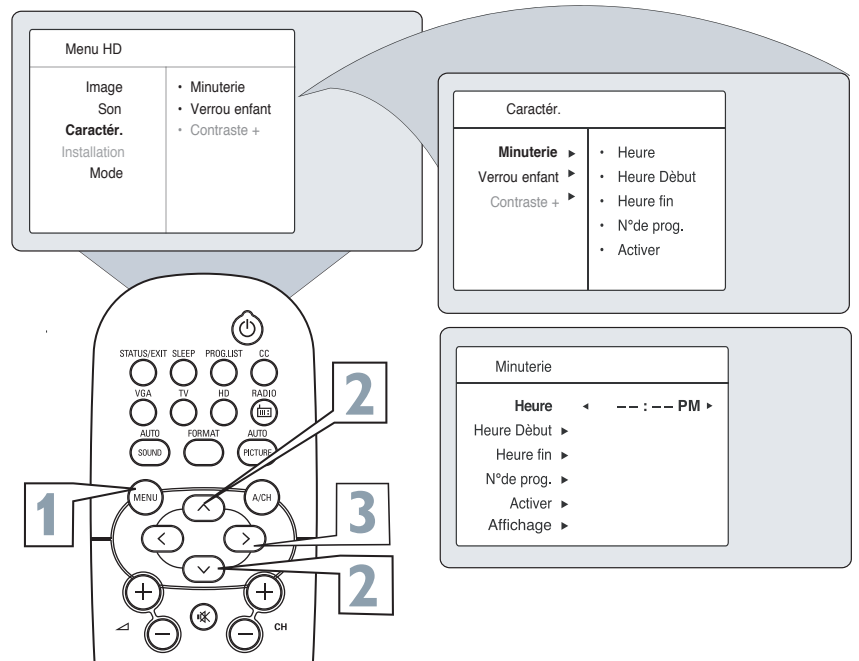 Menu HD
Image
Son
Caractér.
Installation
Mode
• Minuterie
• Verrou enfant
• Contraste +
Caractér.
Minuterie ▸
Verrou enfant ▸
Contraste + ▸
• Heure
• Heure Dèbut
• Heure fin
• N°de prog.
• Activer
Minuterie
Heure ◂ – – : – – PM ▸
Heure Dèbut ▸
Heure fin ▸
N°de prog. ▸
Activer ▸
Affichage ▸
STATUS/EXIT SLEEP PROG.LIST CC
VGA TV HD RADIO
AUTO FORMAT AUTO
SOUND PICTURE
MENU A/CH
CH
1
2
3
2